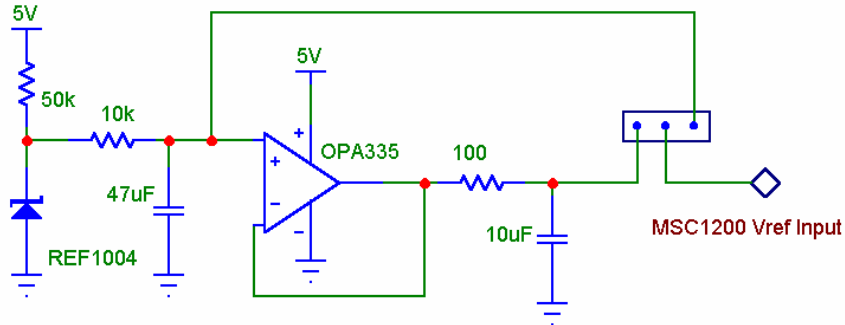 5V
50k
10k
5V
+
+
OPA335
100
47uF
-
-
REF1004
10uF
MSC1200 Vref Input